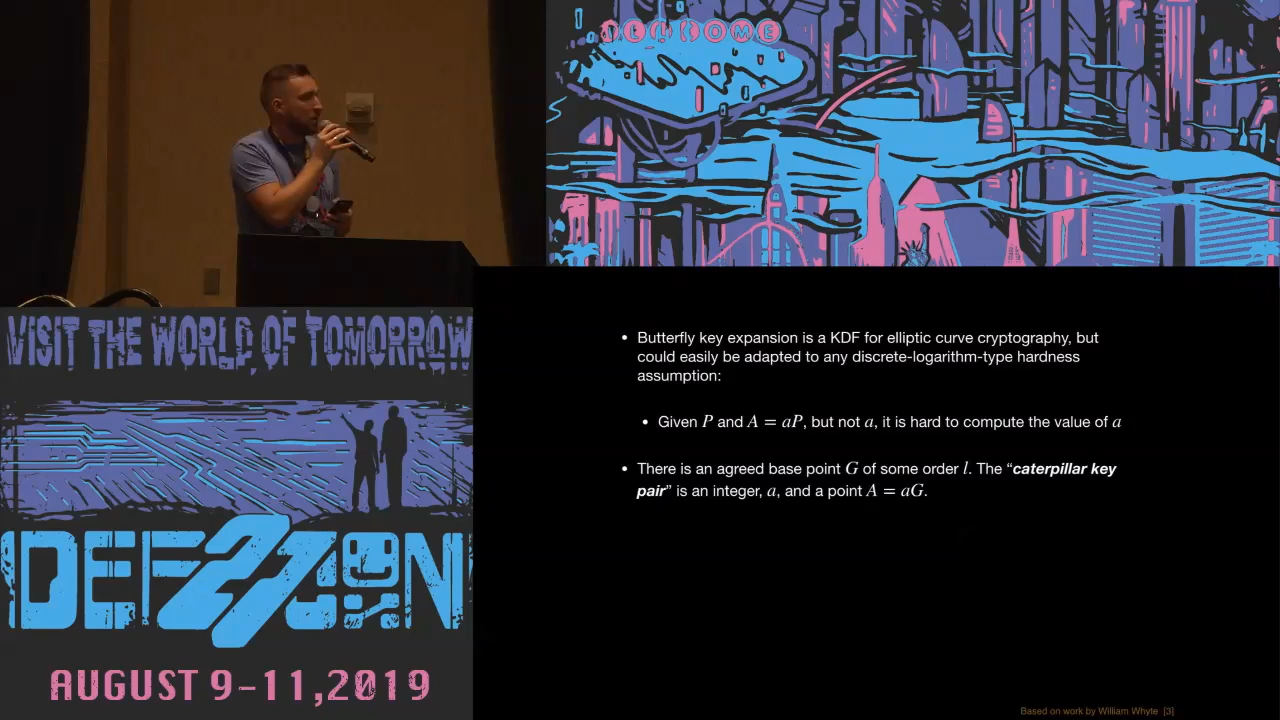 WELCOME
VISIT THE WORLD OF TOMORROW
DEF CON
27
AUGUST 9-11,2019
• Butterfly key expansion is a KDF for elliptic curve cryptography, but
could easily be adapted to any discrete-logarithm-type hardness
assumption:
• Given P and A = aP, but not a, it is hard to compute the value of a
• There is an agreed base point G of some order l. The “caterpillar key
pair” is an integer, a, and a point A = aG.
Based on work by William Whyte [3]